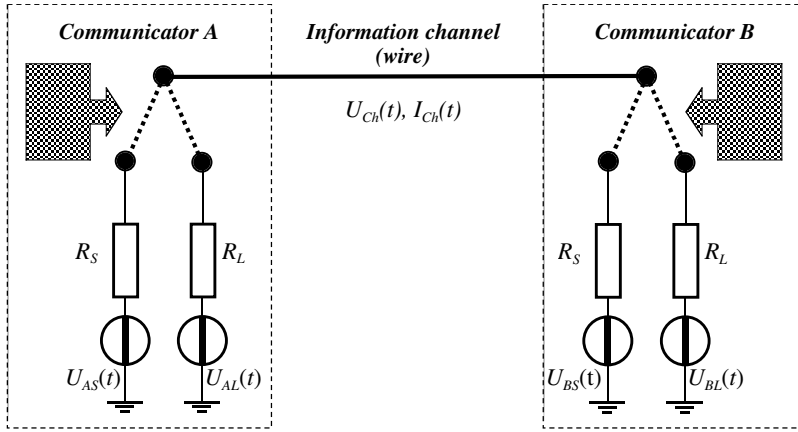 Communicator A
Information channel
(wire)
Communicator B
U_Ch(t), I_Ch(t)
R_S
R_L
R_S
R_L
U_AS(t)
U_AL(t)
U_BS(t)
U_BL(t)